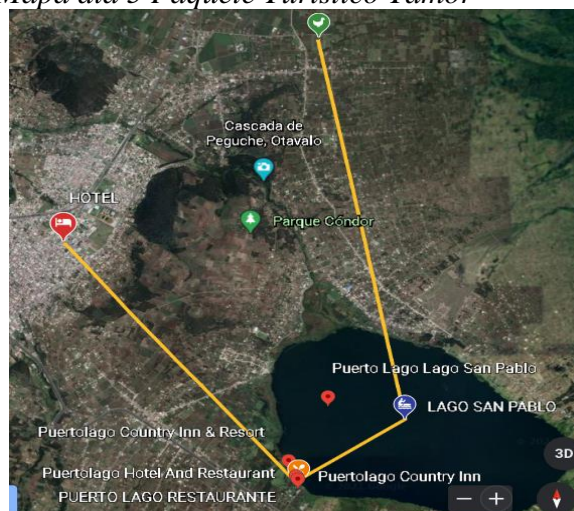 Mapa día 3 Paquete Turístico Yamor
Cascada de
Peguche, Otavalo
HOTEL
Parque Cóndor
Puerto Lago Lago San Pablo
LAGO SAN PABLO
Puertolago Country Inn & Resort
3D
Puertolago Hotel And Restaurant
Puertolago Country Inn
PUERTO LAGO RESTAURANTE